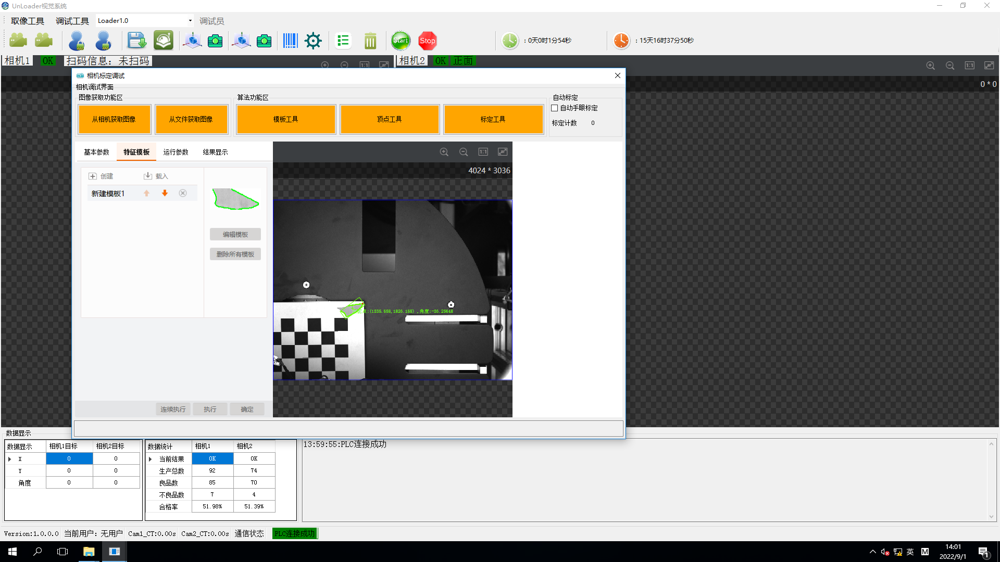 UnLoader视觉系统
取像工具 调试工具 Loader1.0 调试员
Start Stop : 0天0时1分54秒 : 15天16时37分50秒
相机1 OK 扫码信息：未扫码 1:1 相机2 OK 正面 1:1
0 * 0
相机标定调试
相机调试界面
图像获取功能区 算法功能区 自动标定
从相机获取图像 从文件获取图像 模板工具 顶点工具 标定工具
自动手眼标定
标定计数 0
基本参数 特征模板 运行参数 结果显示 1:1
4024 * 3036
创建 载入
新建模板1
编辑模板
删除所有模板
点:(1335.658,1826.168) ,角度:-36.25648
连续执行 执行 确定
数据显示
数据显示 相机1目标 相机2目标
X 0 0
Y 0 0
角度 0 0
数据统计 相机1 相机2
当前结果 OK OK
生产总数 92 74
良品数 85 70
不良品数 7 4
合格率 51.98% 51.39%
13:59:55:PLC连接成功
Version:1.0.0.0 当前用户：无用户 Cam1_CT:0.00s Cam2_CT:0.00s 通信状态 PLC连接成功
英 M 14:01
2022/9/1 1